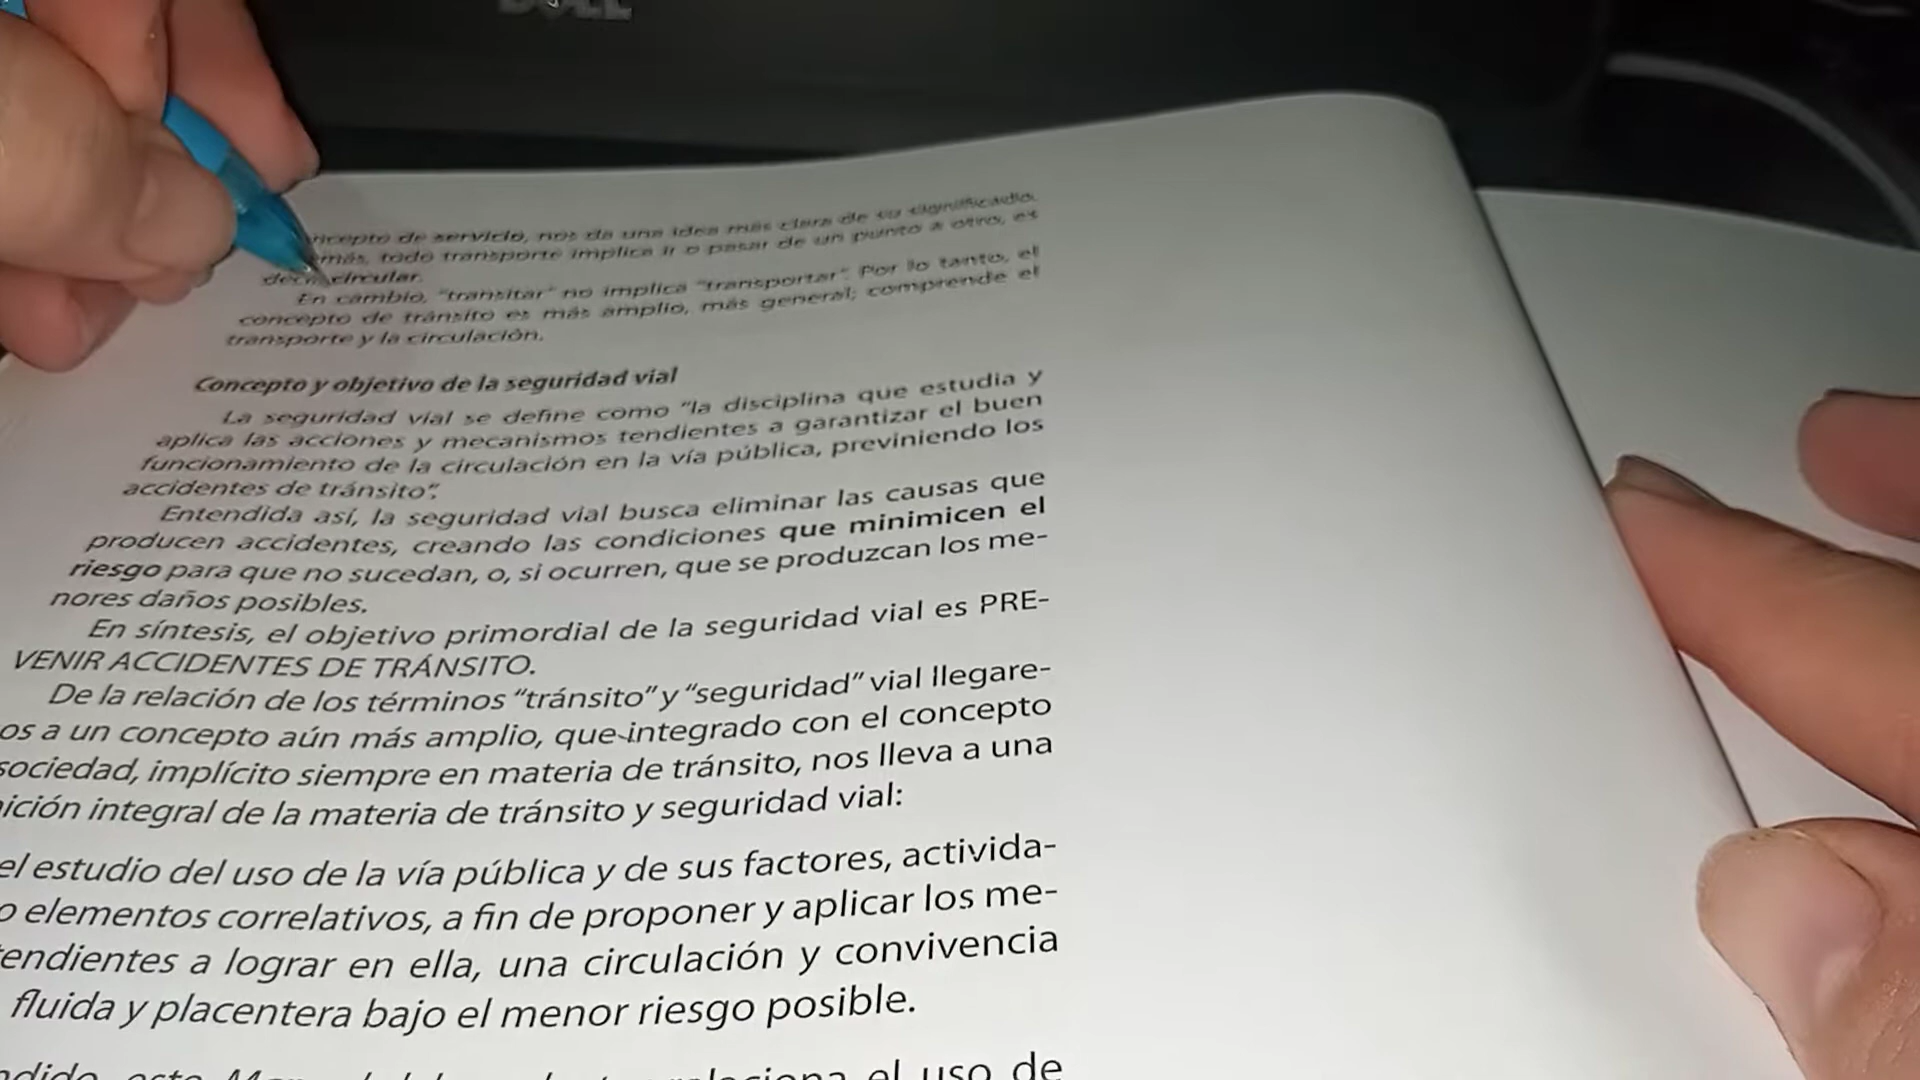 DELL
ncepto de servicio, nos da una idea más clara de su significado.
más, todo transporte implica ir o pasar de un punto a otro, es
circular.
En cambio, "transitar" no implica "transportar". Por lo tanto, el
concepto de tránsito es más amplio, más general; comprende el
transporte y la circulación.
Concepto y objetivo de la seguridad vial
La seguridad vial se define como "la disciplina que estudia y
aplica las acciones y mecanismos tendientes a garantizar el buen
funcionamiento de la circulación en la vía pública, previniendo los
accidentes de tránsito".
Entendida así, la seguridad vial busca eliminar las causas que
producen accidentes, creando las condiciones que minimicen el
riesgo para que no sucedan, o, si ocurren, que se produzcan los me-
nores daños posibles.
En síntesis, el objetivo primordial de la seguridad vial es PRE-
VENIR ACCIDENTES DE TRÁNSITO.
De la relación de los términos "tránsito" y "seguridad" vial llegare-
os a un concepto aún más amplio, que integrado con el concepto
sociedad, implícito siempre en materia de tránsito, nos lleva a una
nición integral de la materia de tránsito y seguridad vial:
el estudio del uso de la vía pública y de sus factores, activida-
o elementos correlativos, a fin de proponer y aplicar los me-
tendientes a lograr en ella, una circulación y convivencia
fluida y placentera bajo el menor riesgo posible.
el uso de